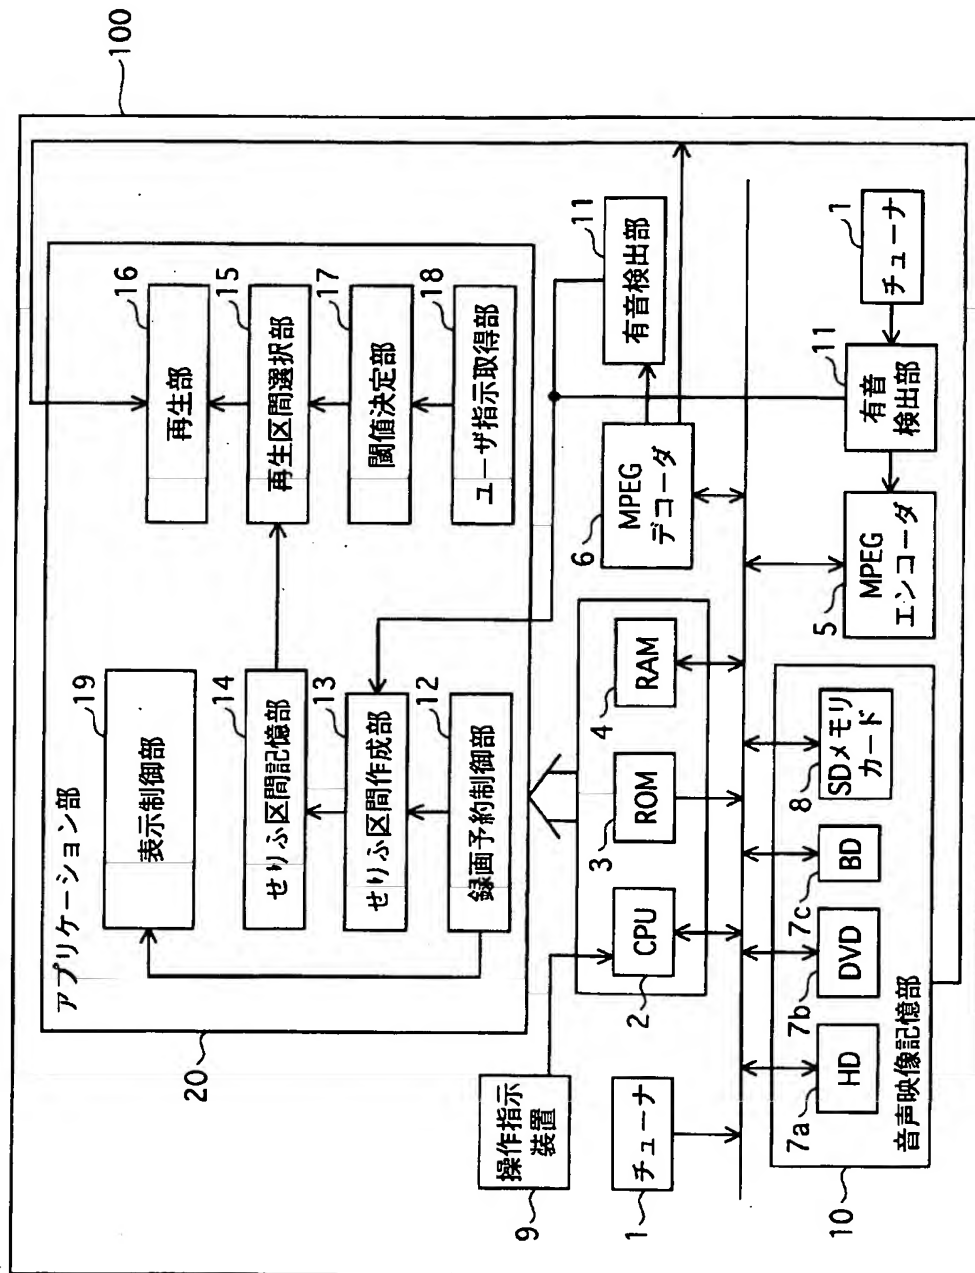 100
アプリケーション部
20
表示制御部
19
せりふ区間記憶部
14
せりふ区間作成部
13
録画予約制御部
12
再生部
16
再生区間選択部
15
閾値決定部
17
ユーザ指示取得部
18
操作指示
装置
9
CPU
2
ROM
3
RAM
4
MPEG
デコーダ
6
有音検出部
11
チューナ
1
HD
7a
DVD
7b
BD
7c
SDメモリ
カード
8
音声映像記憶部
10
MPEG
エンコーダ
5
有音
検出部
11
チューナ
1